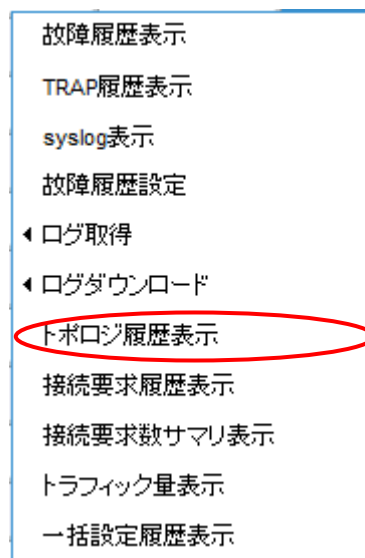 故障履歴表示
TRAP履歴表示
syslog表示
故障履歴設定
ログ取得
ログダウンロード
トポロジ履歴表示
接続要求履歴表示
接続要求数サマリ表示
トラフィック量表示
一括設定履歴表示